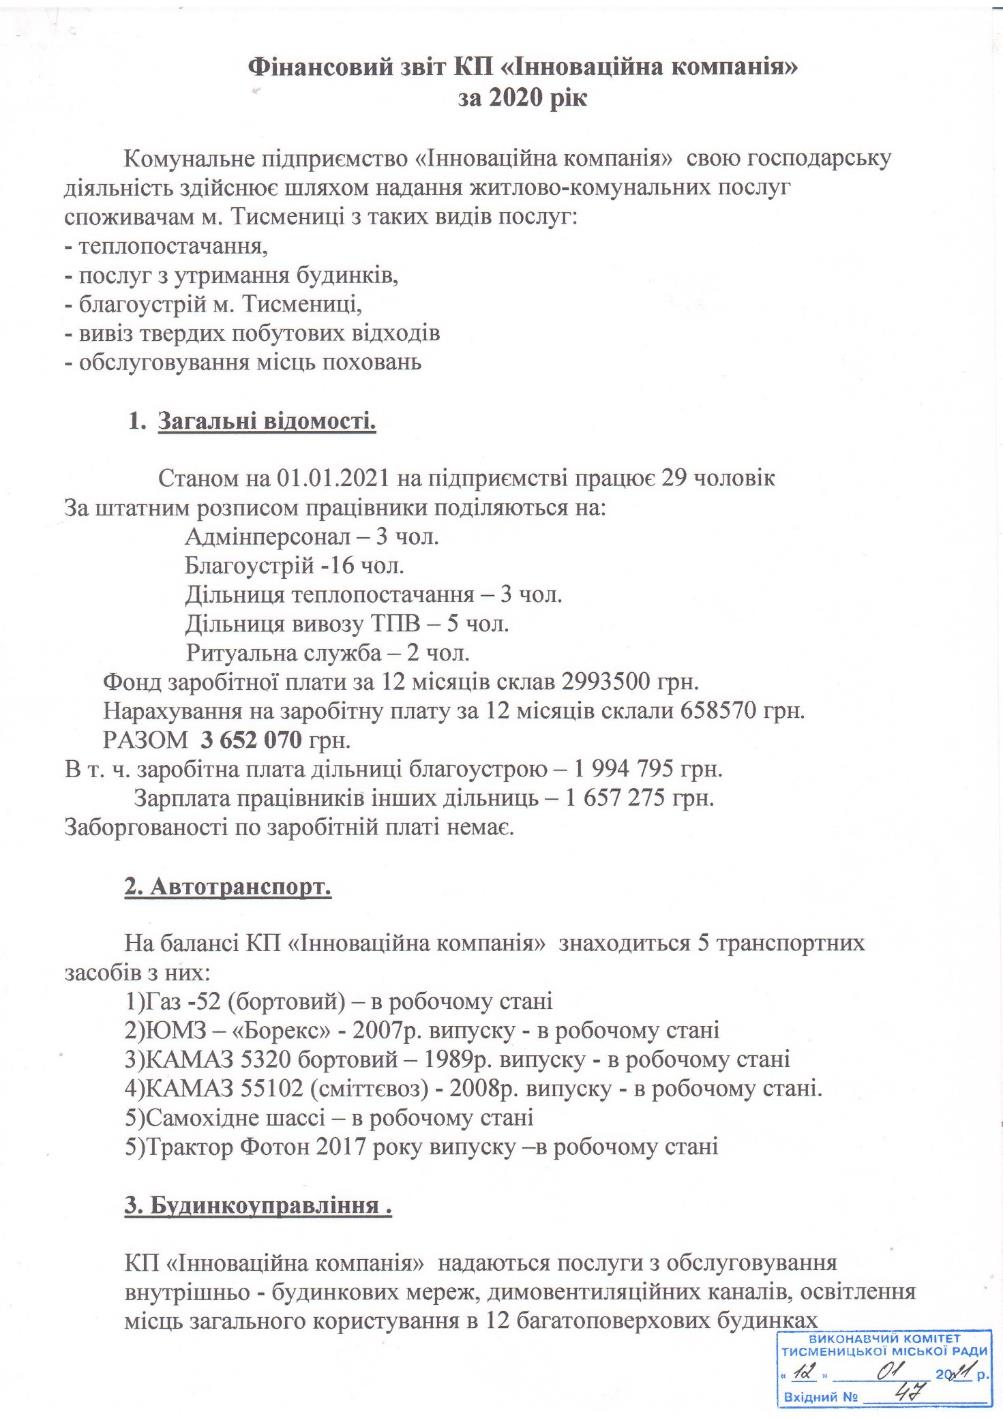 Фінансовий звіт КП «Інноваційна компанія»
за 2020 рік
Комунальне підприємство «Інноваційна компанія» свою господарську
діяльність здійснює шляхом надання житлово-комунальних послуг
споживачам м. Тисмениці з таких видів послуг:
- теплопостачання,
- послуг з утримання будинків,
- благоустрій м. Тисмениці,
- вивіз твердих побутових відходів
- обслуговування місць поховань
1. Загальні відомості.
Станом на 01.01.2021 на підприємстві працює 29 чоловік
За штатним розписом працівники поділяються на:
Адмінперсонал – 3 чол.
Благоустрій -16 чол.
Дільниця теплопостачання – 3 чол.
Дільниця вивозу ТПВ – 5 чол.
Ритуальна служба – 2 чол.
Фонд заробітної плати за 12 місяців склав 2993500 грн.
Нарахування на заробітну плату за 12 місяців склали 658570 грн.
РАЗОМ 3 652 070 грн.
В т. ч. заробітна плата дільниці благоустрою – 1 994 795 грн.
Зарплата працівників інших дільниць – 1 657 275 грн.
Заборгованості по заробітній платі немає.
2. Автотранспорт.
На балансі КП «Інноваційна компанія» знаходиться 5 транспортних
засобів з них:
1)Газ -52 (бортовий) – в робочому стані
2)ЮМЗ – «Борекс» - 2007р. випуску - в робочому стані
3)КАМАЗ 5320 бортовий – 1989р. випуску - в робочому стані
4)КАМАЗ 55102 (сміттєвоз) - 2008р. випуску - в робочому стані.
5)Самохідне шассі – в робочому стані
5)Трактор Фотон 2017 року випуску –в робочому стані
3. Будинкоуправління .
КП «Інноваційна компанія» надаються послуги з обслуговування
внутрішньо - будинкових мереж, димовентиляційних каналів, освітлення
місць загального користування в 12 багатоповерхових будинках
ВИКОНАВЧИЙ КОМІТЕТ
ТИСМЕНИЦЬКОЇ МІСЬКОЇ РАДИ
« 12 » 01 2021 р.
Вхідний № 47